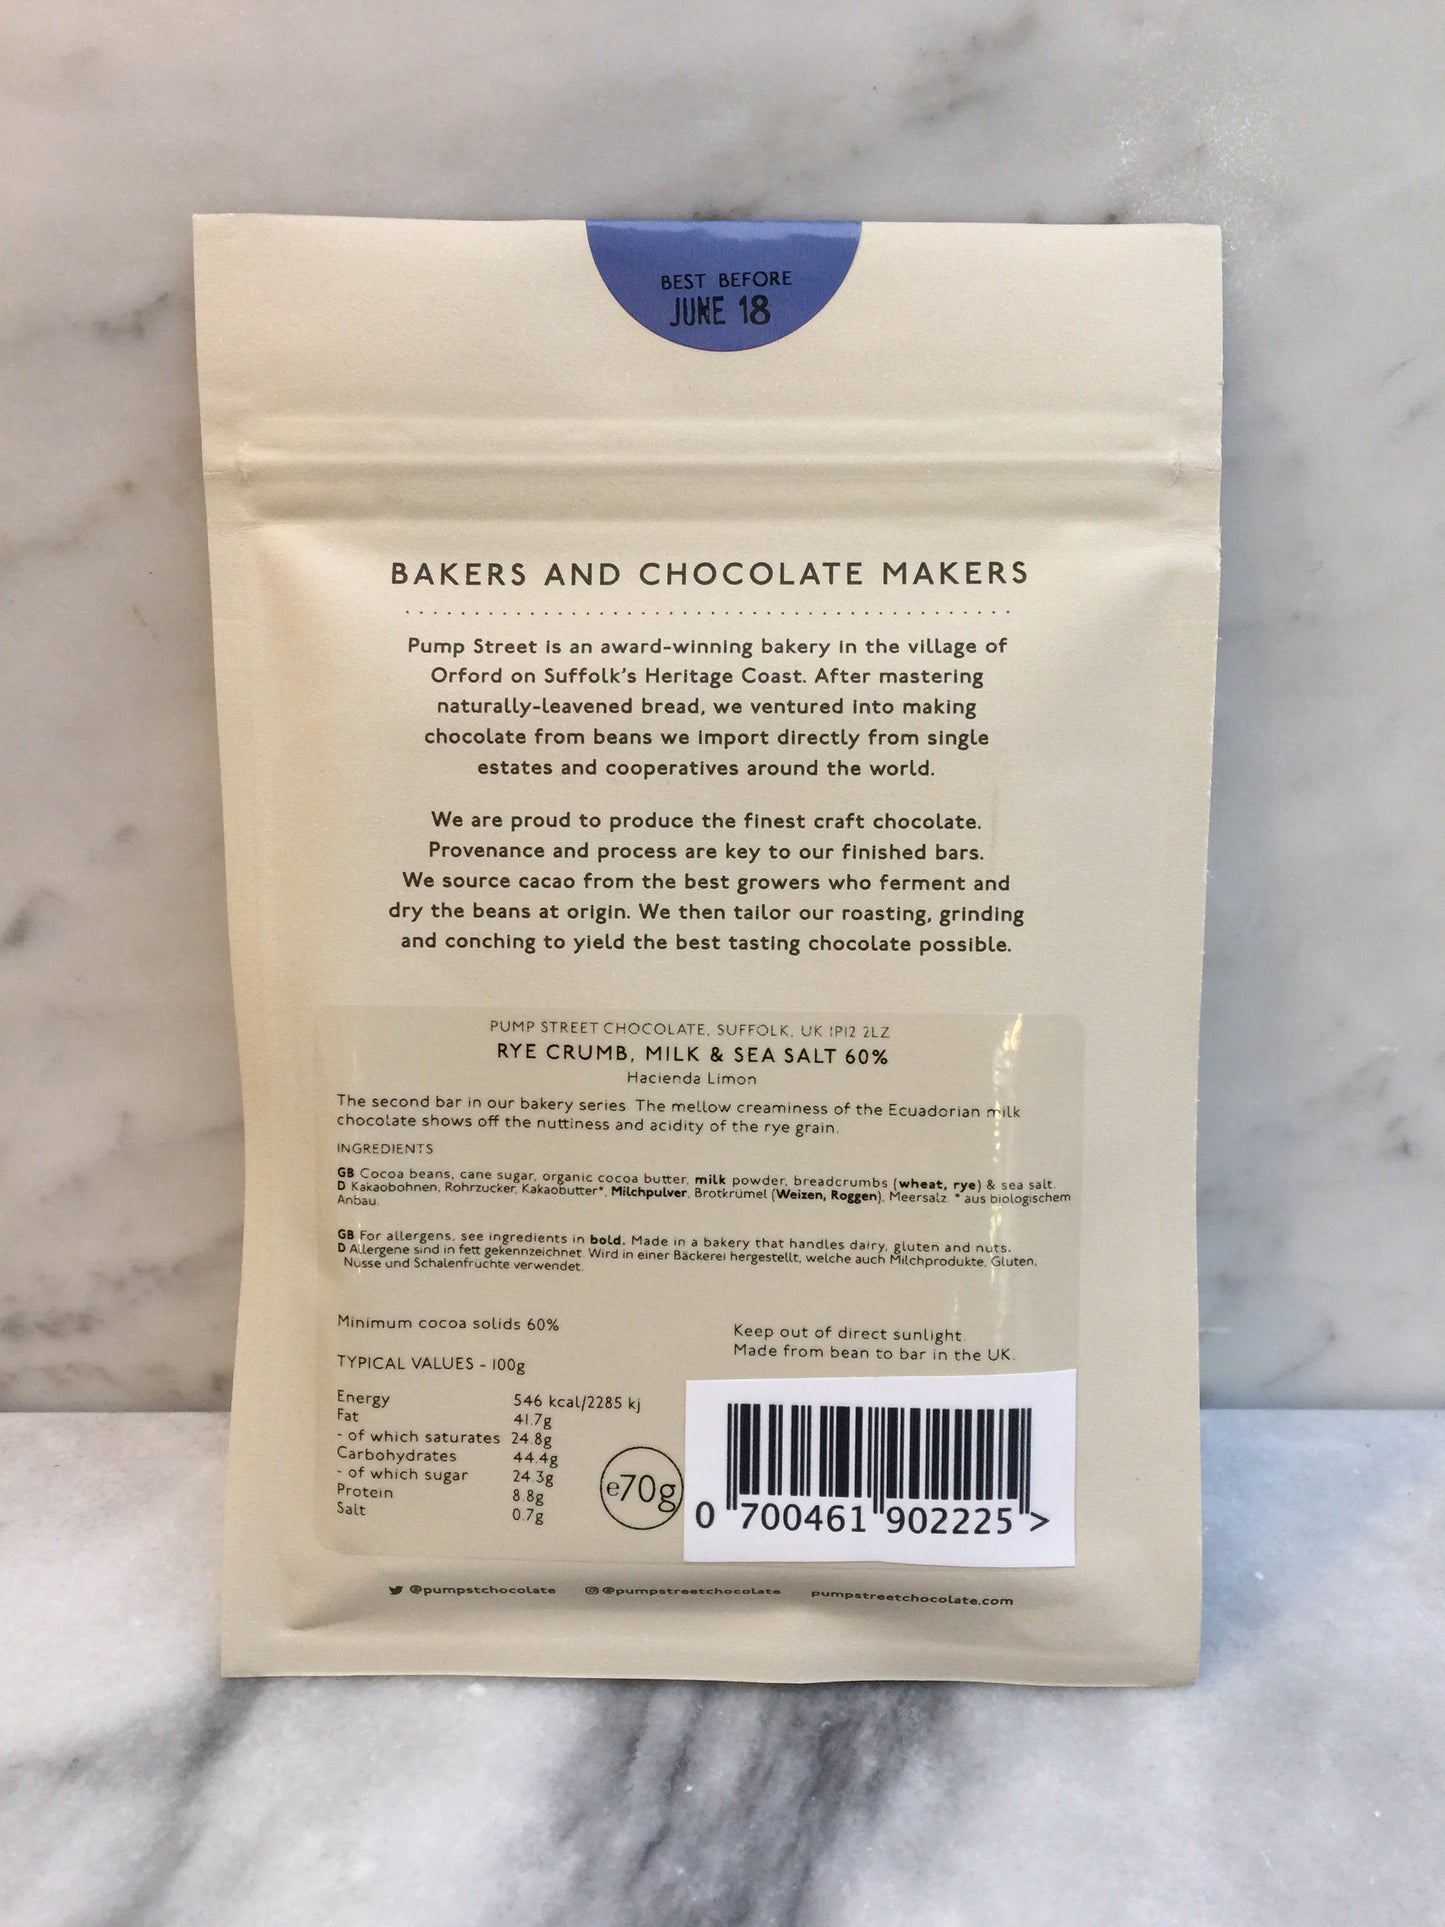 BEST BEFORE
JUNE 18
BAKERS AND CHOCOLATE MAKERS
Pump Street is an award-winning bakery in the village of
Orford on Suffolk's Heritage Coast. After mastering
naturally-leavened bread, we ventured into making
chocolate from beans we import directly from single
estates and cooperatives around the world.
We are proud to produce the finest craft chocolate.
Provenance and process are key to our finished bars.
We source cacao from the best growers who ferment and
dry the beans at origin. We then tailor our roasting, grinding
and conching to yield the best tasting chocolate possible.
PUMP STREET CHOCOLATE, SUFFOLK, UK IP12 2LZ
RYE CRUMB, MILK & SEA SALT 60%
Hacienda Limon
The second bar in our bakery series The mellow creaminess of the Ecuadorian milk
chocolate shows off the nuttiness and acidity of the rye grain.
INGREDIENTS
GB Cocoa beans, cane sugar, organic cocoa butter, milk powder, breadcrumbs (wheat, rye) & sea salt.
D Kakaobohnen, Rohrzucker, Kakaobutter*, Milchpulver, Brotkrümel (Weizen, Roggen), Meersalz. *aus biologischem
Anbau.
GB For allergens, see ingredients in bold. Made in a bakery that handles dairy, gluten and nuts.
D Allergene sind in fett gekennzeichnet. Wird in einer Bäckerei hergestellt, welche auch Milchprodukte, Gluten,
Nüsse und Schalenfrüchte verwendet.
Minimum cocoa solids 60%
Keep out of direct sunlight.
Made from bean to bar in the UK.
TYPICAL VALUES - 100g
Energy 546 kcal/2285 kj
Fat 41.7g
- of which saturates 24.8g
Carbohydrates 44.4g
- of which sugar 24.3g
Protein 8.8g
Salt 0.7g
e70g
0 700461 902225 >
@pumpstchocolate @pumpstreetchocolate pumpstreetchocolate.com